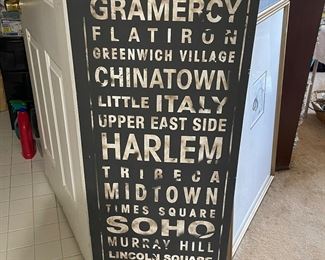 GRAMERCY
FLATIRON
GREENWICH VILLAGE
CHINATOWN
LITTLE ITALY
UPPER EAST SIDE
HARLEM
TRIBECA
MIDTOWN
TIMES SQUARE
SOHO
MURRAY HILL
LINCOLN SQUARE